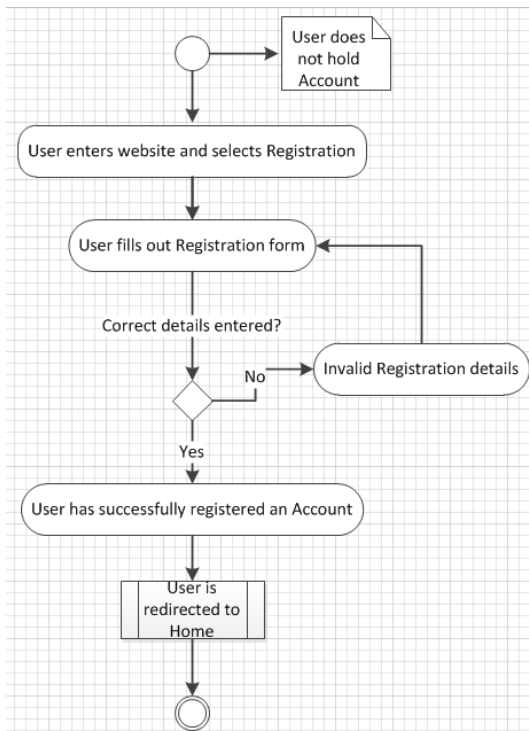 User does
not hold
Account
User enters website and selects Registration
User fills out Registration form
Correct details entered?
Invalid Registration details
No
Yes
User has successfully registered an Account
User is
redirected to
Home